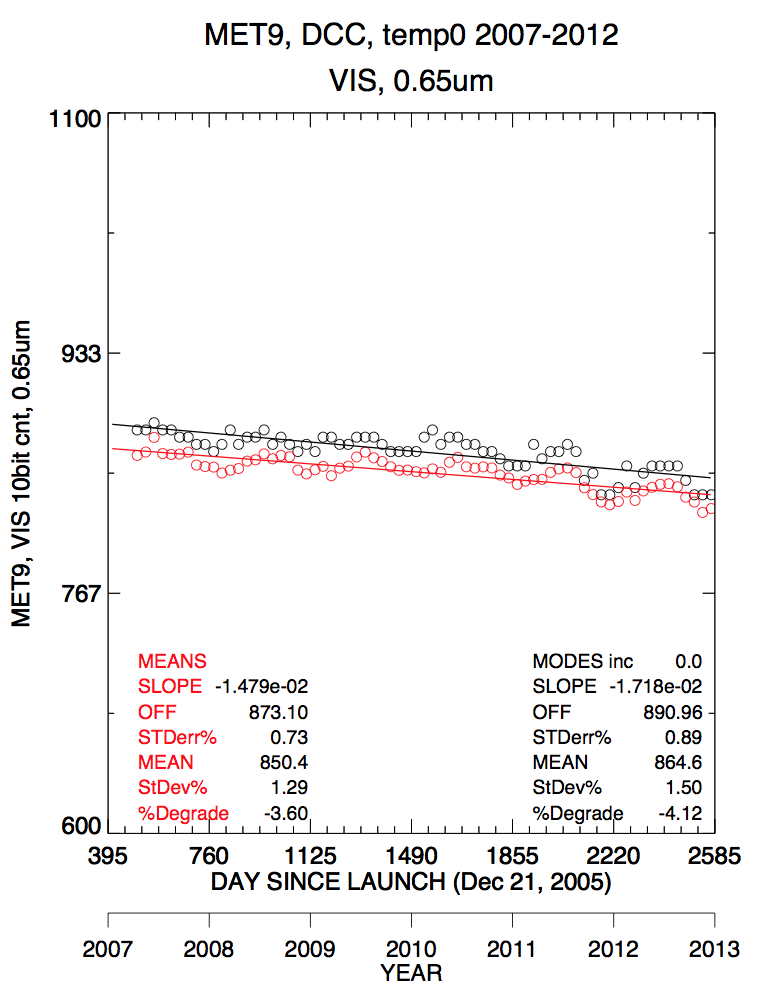 MET9, DCC, temp0 2007-2012
VIS, 0.65um
1100
933
767
600
MET9, VIS 10bit cnt, 0.65um
MEANS
SLOPE -1.479e-02
OFF 873.10
STDerr% 0.73
MEAN 850.4
StDev% 1.29
%Degrade -3.60
MODES inc 0.0
SLOPE -1.718e-02
OFF 890.96
STDerr% 0.89
MEAN 864.6
StDev% 1.50
%Degrade -4.12
395 760 1125 1490 1855 2220 2585
DAY SINCE LAUNCH (Dec 21, 2005)
2007 2008 2009 2010 2011 2012 2013
YEAR